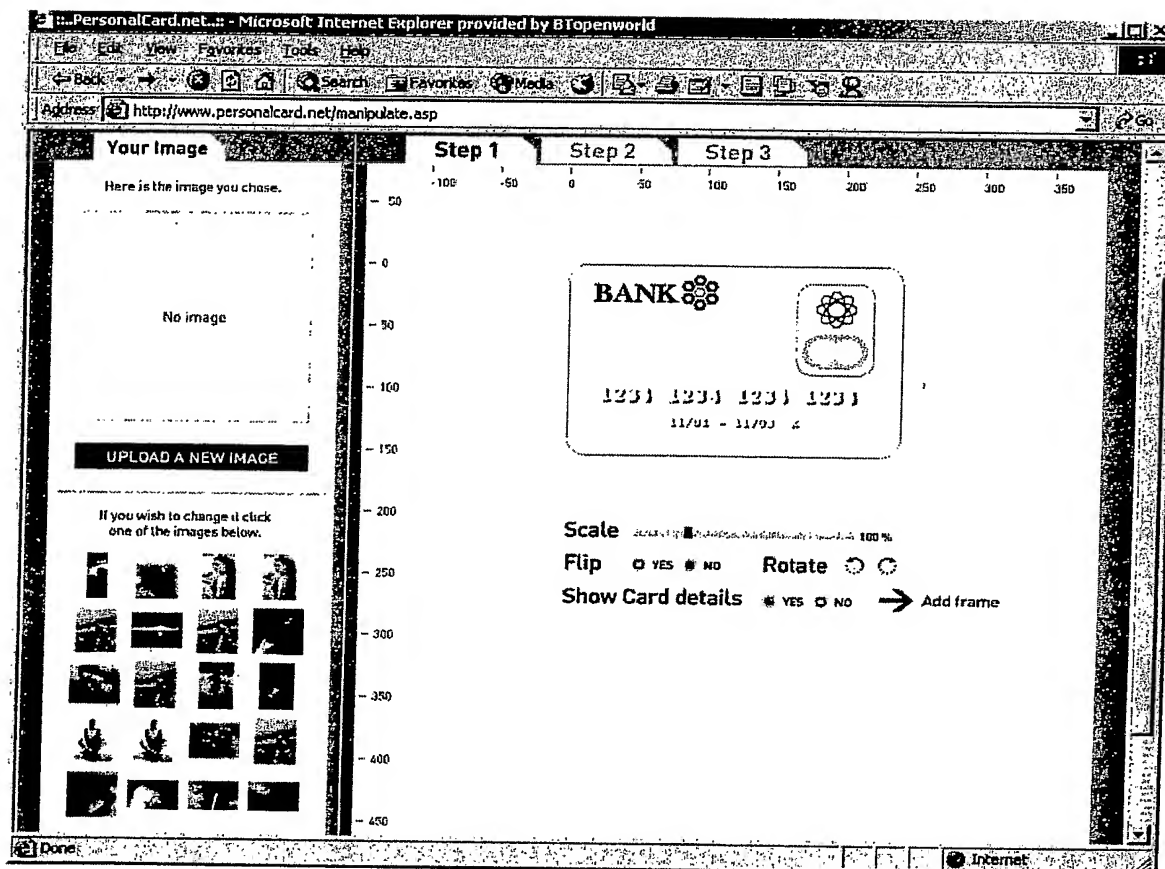 ::..PersonalCard.net..:: - Microsoft Internet Explorer provided by BTopenworld
File Edit View Favorites Tools Help
Back Search Favorites Media
Address http://www.personalcard.net/manipulate.asp Go
Your Image
Here is the image you chose.
No image
UPLOAD A NEW IMAGE
If you wish to change it click
one of the images below.
Step 1 Step 2 Step 3
-100 -50 0 50 100 150 200 250 300 350
- 50
- 0
- 50
- 100
- 150
- 200
- 250
- 300
- 350
- 400
- 450
BANK
1234 1234 1234 1234
11/01 - 11/03
Scale 100 %
Flip YES NO Rotate
Show Card details YES NO Add frame
Done Internet